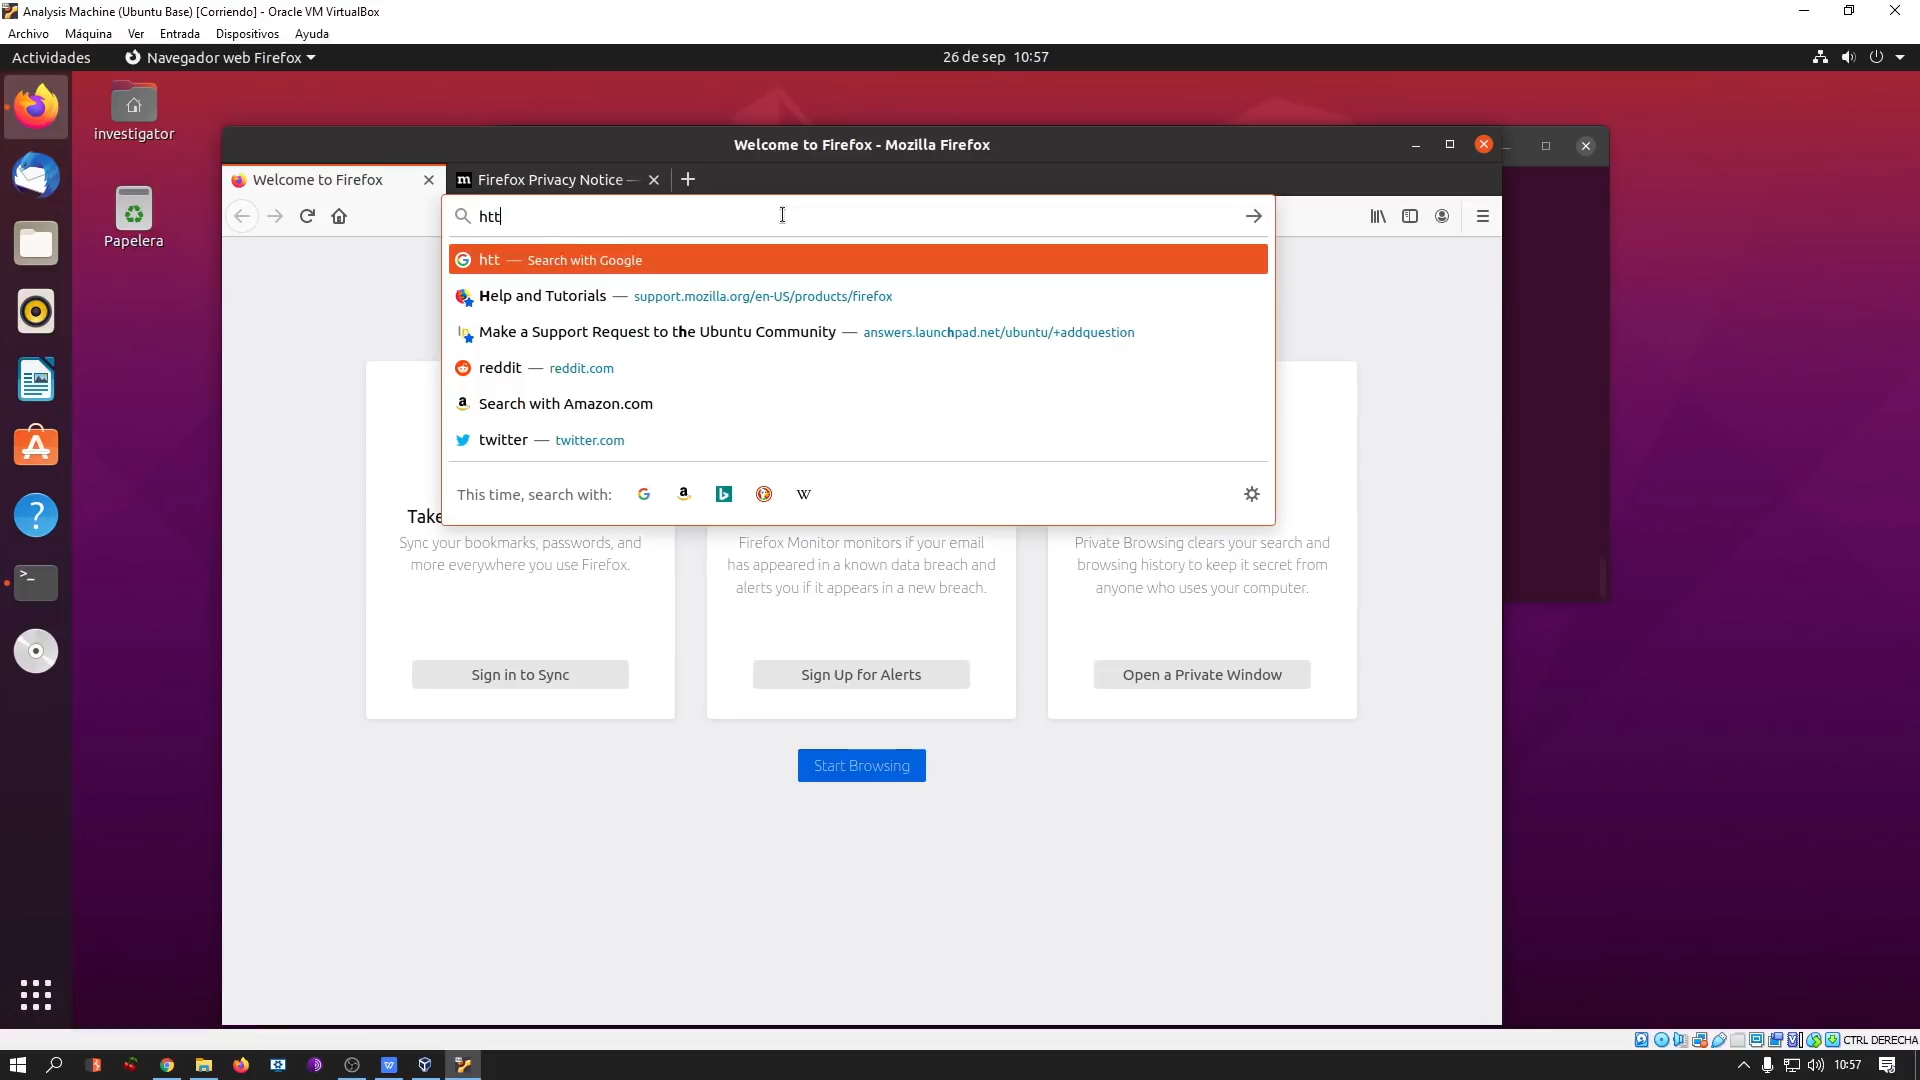 Analysis Machine (Ubuntu Base) [Corriendo] - Oracle VM VirtualBox
Archivo Máquina Ver Entrada Dispositivos Ayuda
Actividades Navegador web Firefox 26 de sep 10:57
investigator
Papelera
Welcome to Firefox - Mozilla Firefox
Welcome to Firefox Firefox Privacy Notice —
htt
htt — Search with Google
Help and Tutorials — support.mozilla.org/en-US/products/firefox
Make a Support Request to the Ubuntu Community — answers.launchpad.net/ubuntu/+addquestion
reddit — reddit.com
Search with Amazon.com
twitter — twitter.com
This time, search with:
Take
Sync your bookmarks, passwords, and
more everywhere you use Firefox.
Sign in to Sync
Firefox Monitor monitors if your email
has appeared in a known data breach and
alerts you if it appears in a new breach.
Sign Up for Alerts
Private Browsing clears your search and
browsing history to keep it secret from
anyone who uses your computer.
Open a Private Window
Start Browsing
CTRL DERECHA
10:57